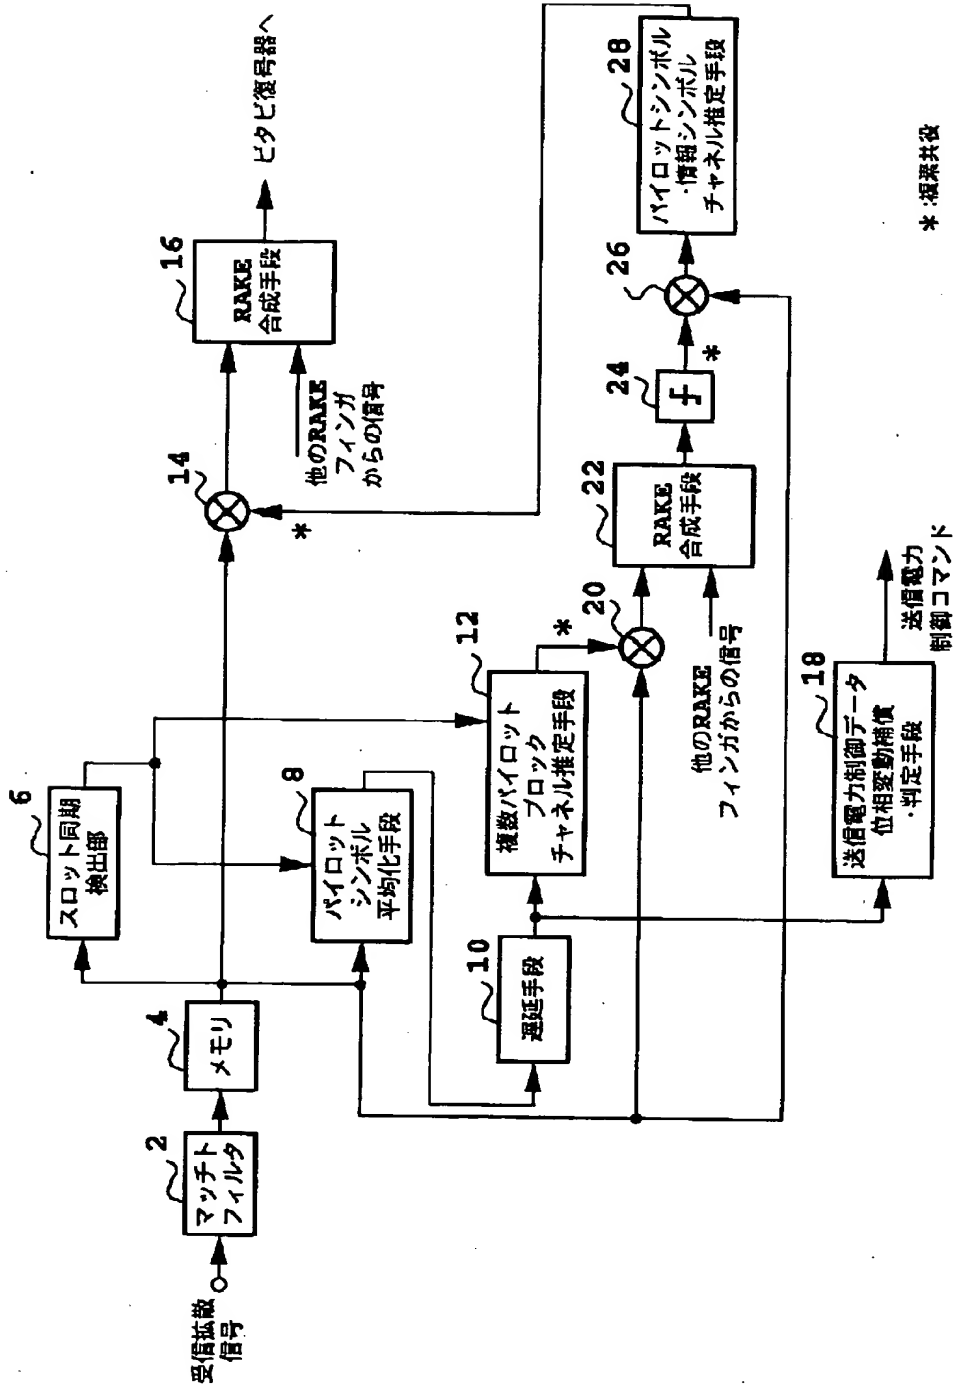 受信拡散
信号
2
マッチト
フィルタ
4
メモリ
6
スロット同期
検出部
8
パイロット
シンボル
平均化手段
10
遅延手段
12
複数パイロット
ブロック
チャネル推定手段
*
14
*
16
RAKE
合成手段
他のRAKE
フィンガ
からの信号
ビタビ復号器へ
18
送信電力制御データ
位相変動補償
・判定手段
送信電力
制御コマンド
20
22
RAKE
合成手段
他のRAKE
フィンガからの信号
24
*
26
28
パイロットシンボル
・情報シンボル
チャネル推定手段
*:複素共役